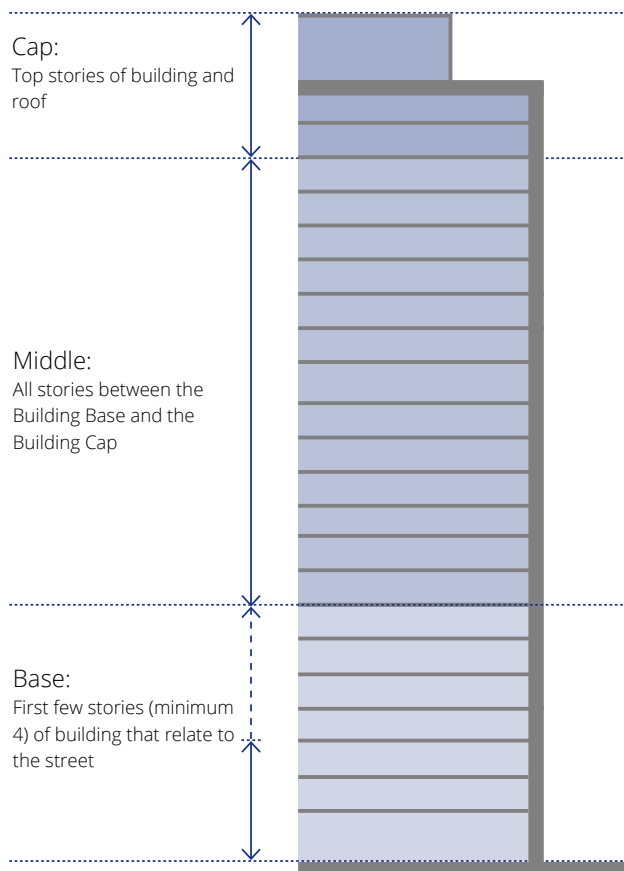 Cap:
Top stories of building and
roof
Middle:
All stories between the
Building Base and the
Building Cap
Base:
First few stories (minimum
4) of building that relate to
the street